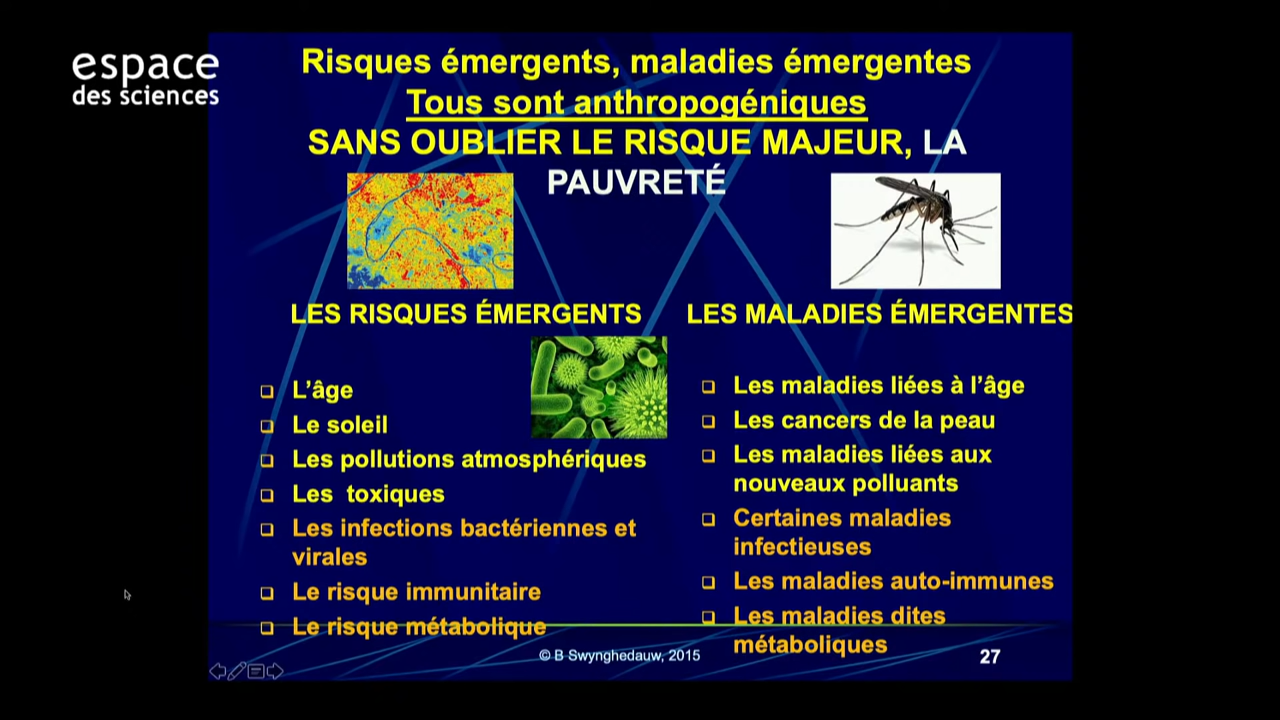 espace
des sciences
Risques émergents, maladies émergentes
Tous sont anthropogéniques
SANS OUBLIER LE RISQUE MAJEUR, LA
PAUVRETÉ
LES RISQUES ÉMERGENTS
L’âge
Le soleil
Les pollutions atmosphériques
Les  toxiques
Les infections bactériennes et
virales
Le risque immunitaire
Le risque métabolique
LES MALADIES ÉMERGENTES
Les maladies liées à l’âge
Les cancers de la peau
Les maladies liées aux
nouveaux polluants
Certaines maladies
infectieuses
Les maladies auto-immunes
Les maladies dites
métaboliques
© B Swynghedauw, 2015
27